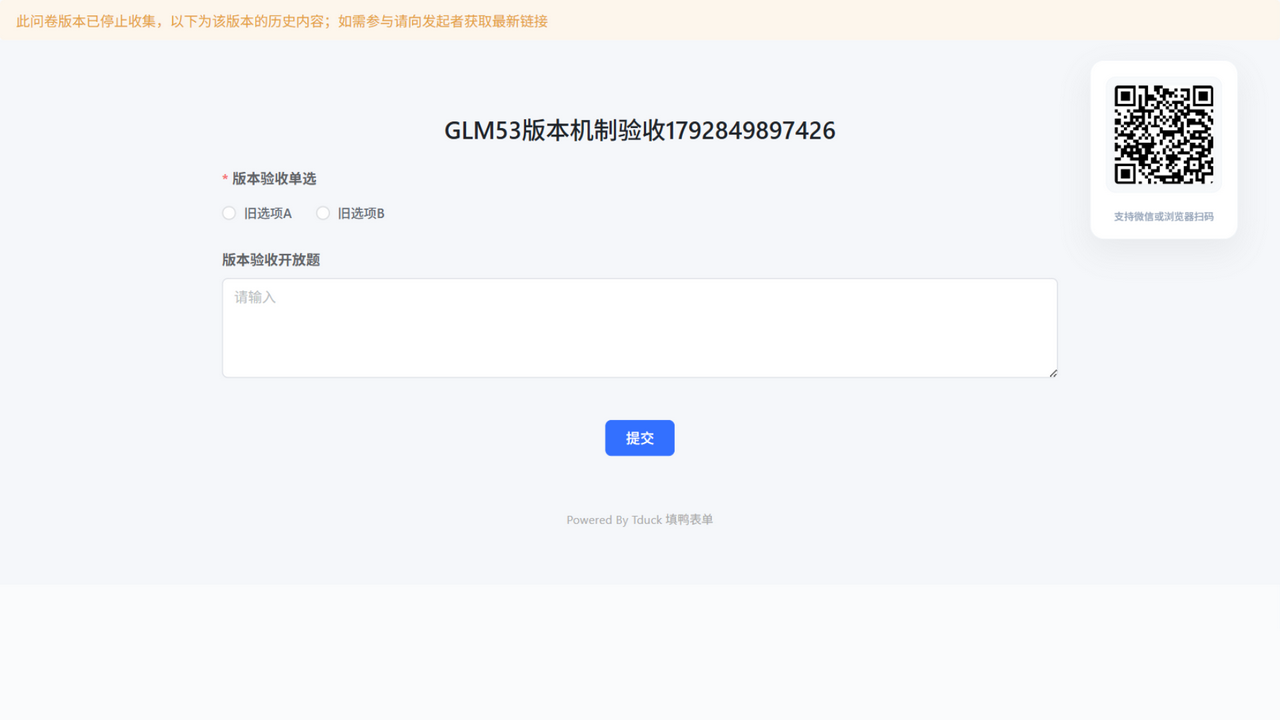 此问卷版本已停止收集，以下为该版本的历史内容；如需参与请向发起者获取最新链接
GLM53版本机制验收1792849897426
* 版本验收单选
旧选项A 旧选项B
版本验收开放题
请输入
提交
支持微信或浏览器扫码
Powered By Tduck 填鸭表单